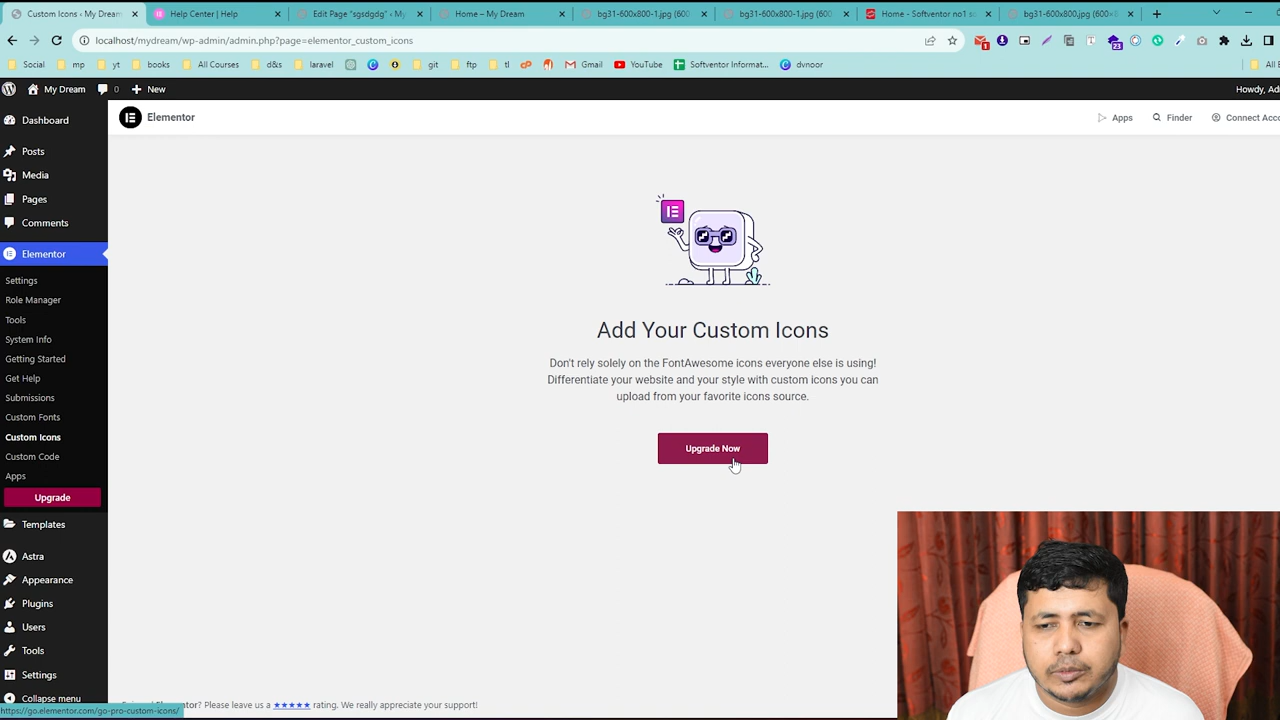 Custom Icons ‹ My Dream
Help Center | Help
Edit Page "sgsdgdg" ‹ My
Home – My Dream
bg31-600x800-1.jpg (600
bg31-600x800-1.jpg (600
Home - Softventor no1 s
bg31-600x800.jpg (600×
localhost/mydream/wp-admin/admin.php?page=elementor_custom_icons
1
23
Social
mp
yt
books
All Courses
d&s
laravel
git
ftp
tl
Gmail
YouTube
Softventor Informat...
dvnoor
All
My Dream
0
New
Howdy, Ad
Elementor
Apps
Finder
Connect Acco
Dashboard
Posts
Media
Pages
Comments
Elementor
Settings
Role Manager
Tools
System Info
Getting Started
Get Help
Submissions
Custom Fonts
Custom Icons
Custom Code
Apps
Upgrade
Templates
Astra
Appearance
Plugins
Users
Tools
Settings
Collapse menu
Add Your Custom Icons
Don't rely solely on the FontAwesome icons everyone else is using!
Differentiate your website and your style with custom icons you can
upload from your favorite icons source.
Upgrade Now
? Please leave us a ★★★★★ rating. We really appreciate your support!
https://go.elementor.com/go-pro-custom-icons/